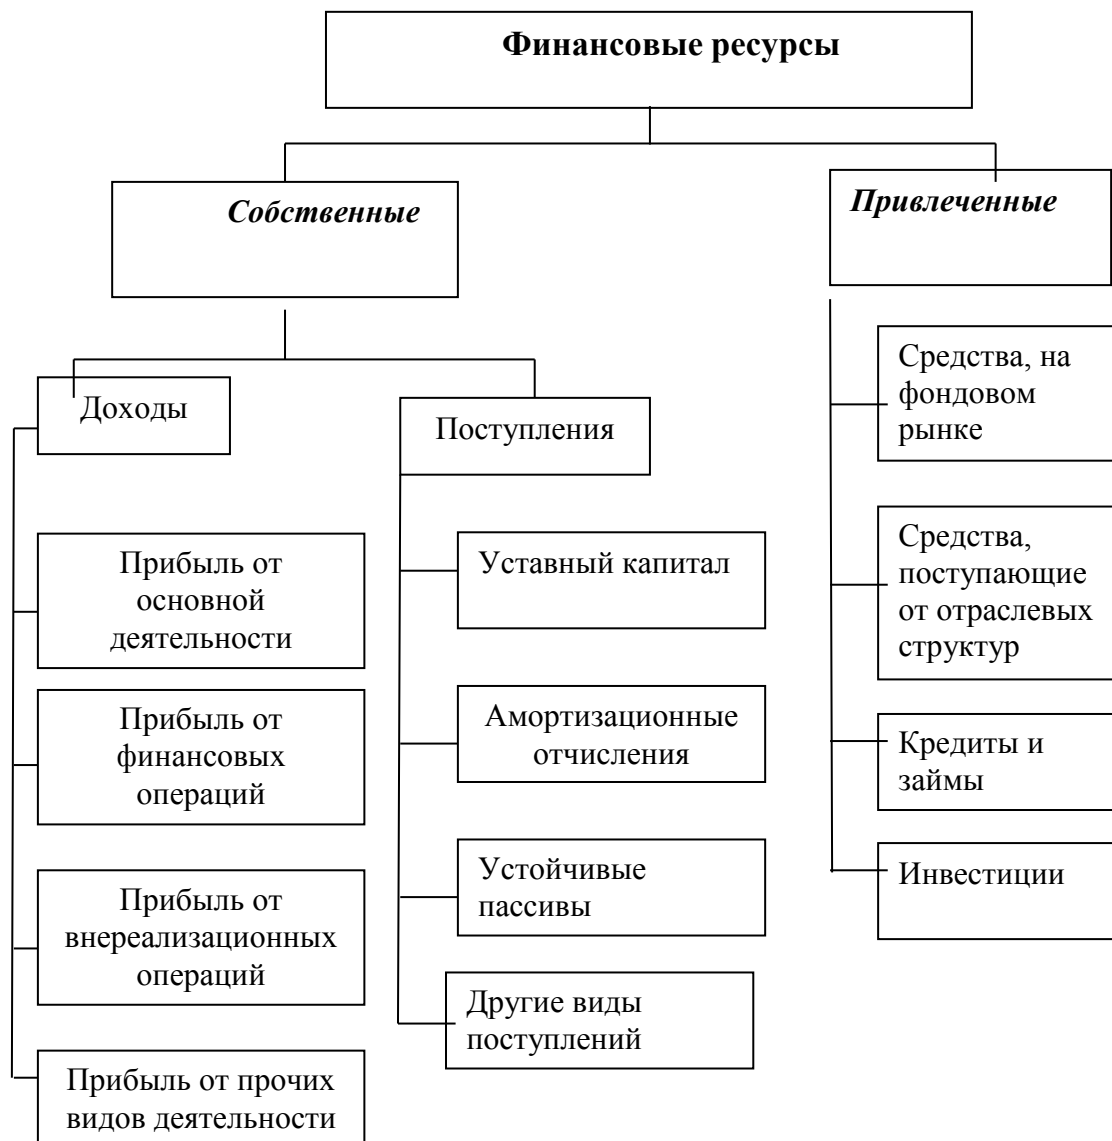 Финансовые ресурсы
Собственные
Привлеченные
Доходы
Прибыль от
основной
деятельности
Прибыль от
финансовых
операций
Прибыль от
внереализационных
операций
Прибыль от прочих
видов деятельности
Поступления
Уставный капитал
Амортизационные
отчисления
Устойчивые
пассивы
Другие виды
поступлений
Средства, на
фондовом
рынке
Средства,
поступающие
от отраслевых
структур
Кредиты и
займы
Инвестиции